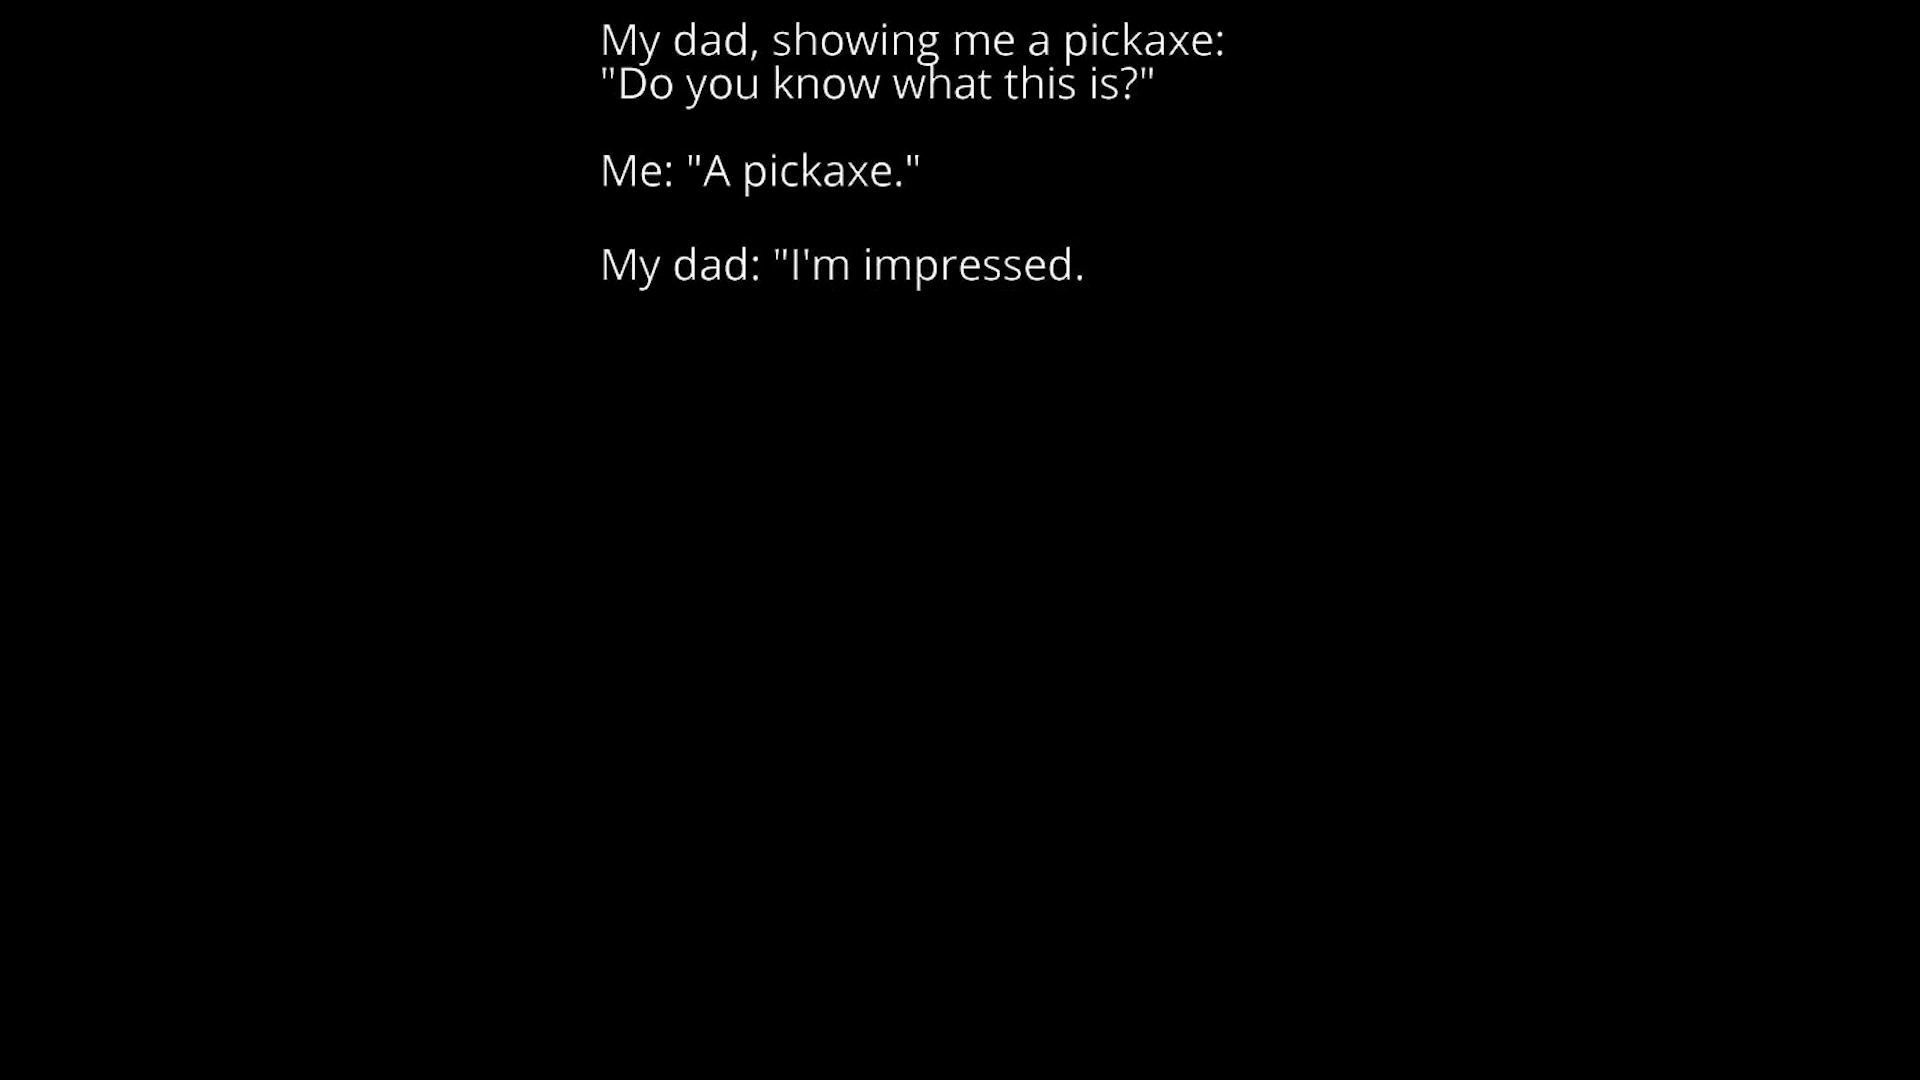 My dad, showing me a pickaxe:
"Do you know what this is?"
Me: "A pickaxe."
My dad: "I'm impressed.